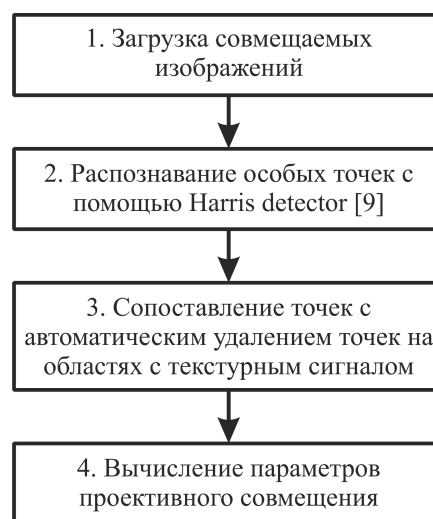 1. Загрузка совмещаемых
изображений
2. Распознавание особых точек с
помощью Harris detector [9]
3. Сопоставление точек с
автоматическим удалением точек на
областях с текстурным сигналом
4. Вычисление параметров
проективного совмещения